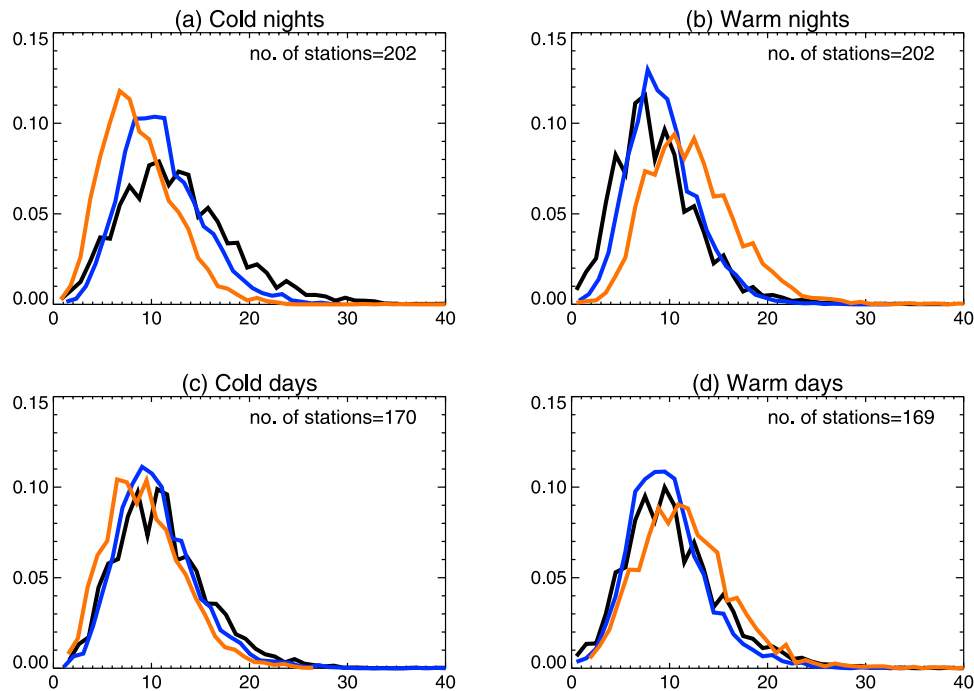 (a) Cold nights
no. of stations=202
0.15
0.10
0.05
0.00
0 10 20 30 40
(b) Warm nights
no. of stations=202
0.15
0.10
0.05
0.00
0 10 20 30 40
(c) Cold days
no. of stations=170
0.15
0.10
0.05
0.00
0 10 20 30 40
(d) Warm days
no. of stations=169
0.15
0.10
0.05
0.00
0 10 20 30 40